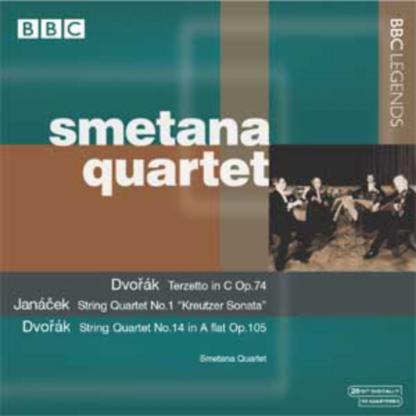 BBC
BBC LEGENDS
smetana
quartet
Dvořák Terzetto in C Op.74
Janáček String Quartet No.1 "Kreutzer Sonata"
Dvořák String Quartet No.14 in A flat Op.105
Smetana Quartet